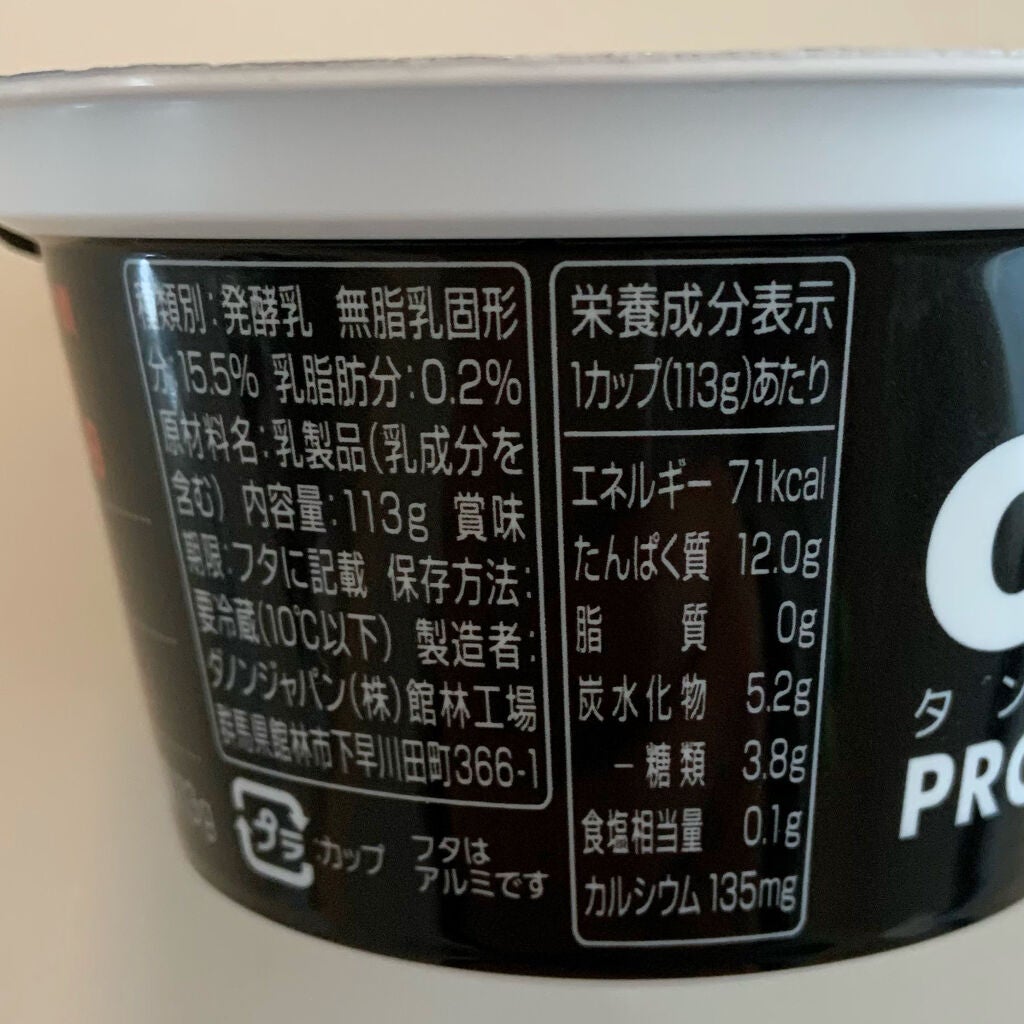 種類別:発酵乳 無脂乳固形
分:15.5% 乳脂肪分:0.2%
原材料名:乳製品(乳成分を
含む) 内容量:113g 賞味
期限:フタに記載 保存方法:
要冷蔵(10℃以下) 製造者:
ダノンジャパン(株)館林工場
群馬県館林市下早川田町366-1
プラ
:カップ フタは
アルミです
栄養成分表示
1カップ(113g)あたり
エネルギー 71kcal
たんぱく質 12.0g
脂質 0g
炭水化物 5.2g
-糖類 3.8g
食塩相当量 0.1g
カルシウム 135mg
タン
PRO